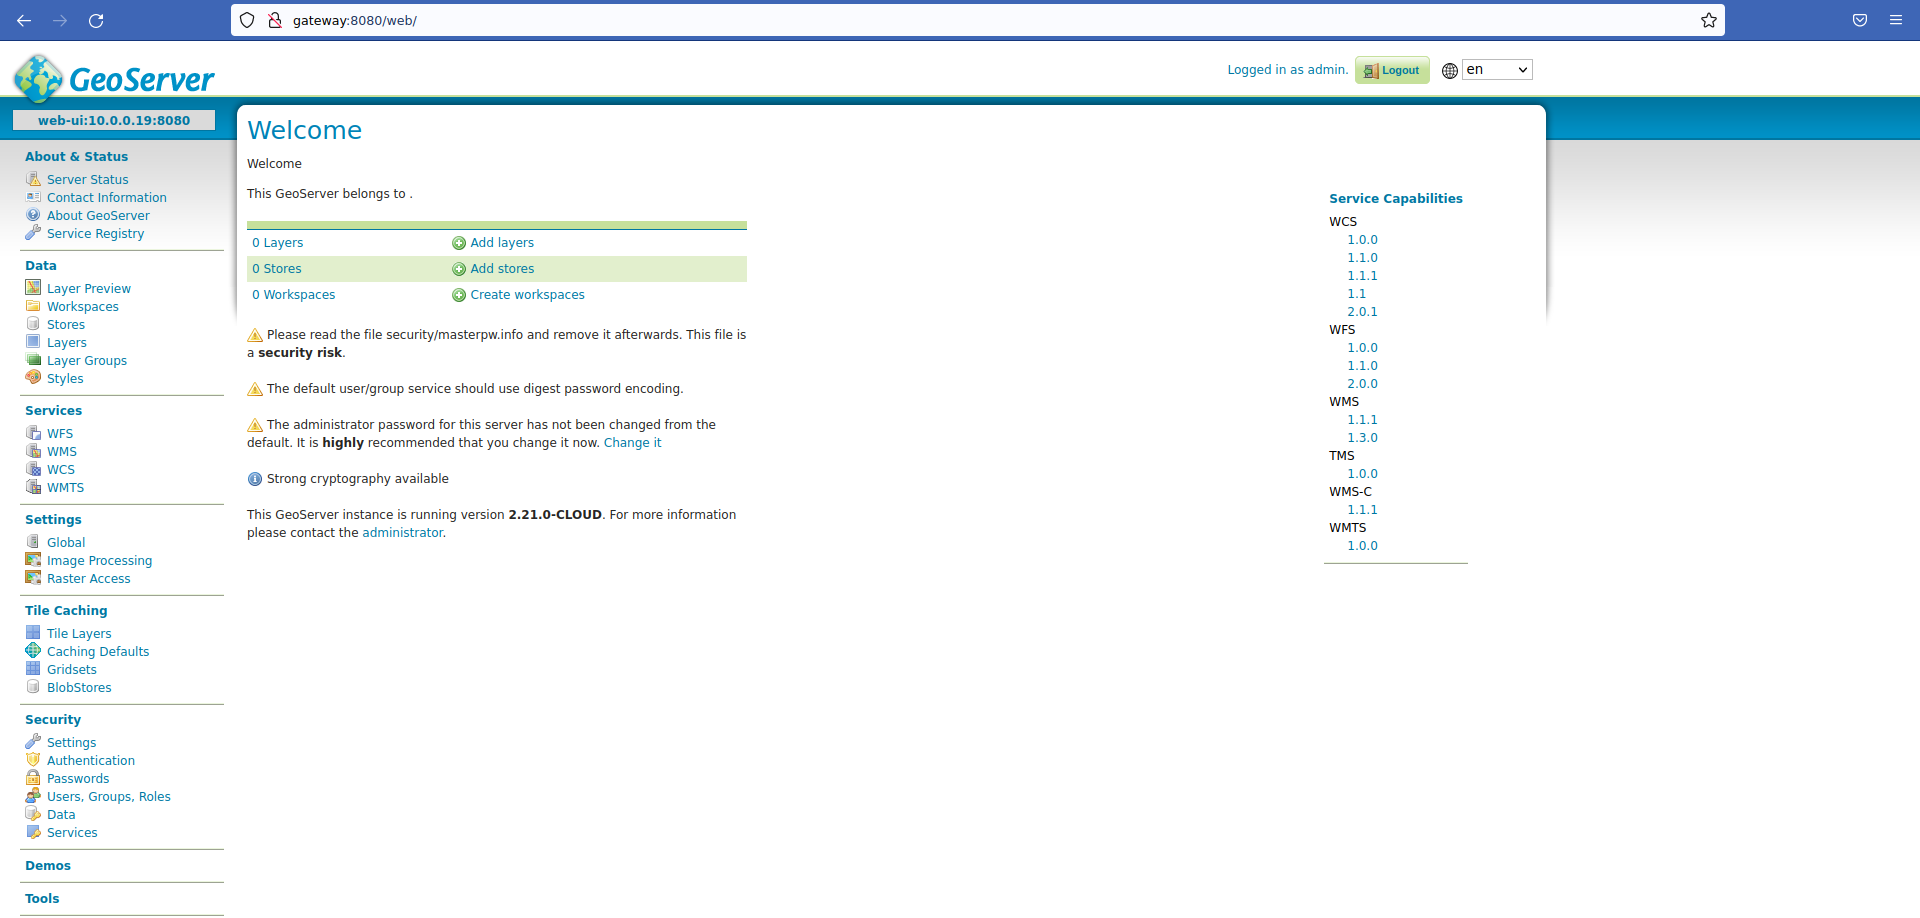 gateway:8080/web/
GeoServer
Logged in as admin.
Logout
en
web-ui:10.0.0.19:8080
About & Status
Server Status
Contact Information
About GeoServer
Service Registry
Data
Layer Preview
Workspaces
Stores
Layers
Layer Groups
Styles
Services
WFS
WMS
WCS
WMTS
Settings
Global
Image Processing
Raster Access
Tile Caching
Tile Layers
Caching Defaults
Gridsets
BlobStores
Security
Settings
Authentication
Passwords
Users, Groups, Roles
Data
Services
Demos
Tools
Welcome
Welcome
This GeoServer belongs to .
0 Layers Add layers
0 Stores Add stores
0 Workspaces Create workspaces
Please read the file security/masterpw.info and remove it afterwards. This file is
a security risk.
The default user/group service should use digest password encoding.
The administrator password for this server has not been changed from the
default. It is highly recommended that you change it now. Change it
Strong cryptography available
This GeoServer instance is running version 2.21.0-CLOUD. For more information
please contact the administrator.
Service Capabilities
WCS
1.0.0
1.1.0
1.1.1
1.1
2.0.1
WFS
1.0.0
1.1.0
2.0.0
WMS
1.1.1
1.3.0
TMS
1.0.0
WMS-C
1.1.1
WMTS
1.0.0